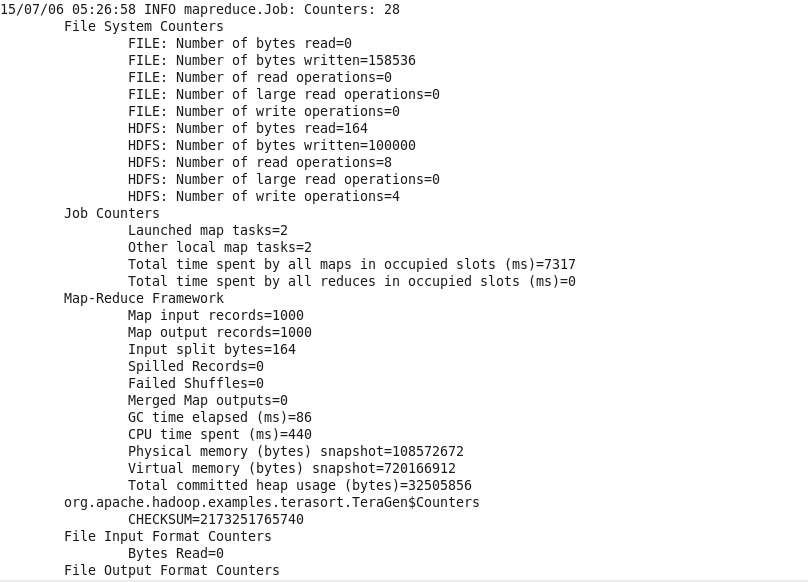 15/07/06 05:26:58 INFO mapreduce.Job: Counters: 28
File System Counters
FILE: Number of bytes read=0
FILE: Number of bytes written=158536
FILE: Number of read operations=0
FILE: Number of large read operations=0
FILE: Number of write operations=0
HDFS: Number of bytes read=164
HDFS: Number of bytes written=100000
HDFS: Number of read operations=8
HDFS: Number of large read operations=0
HDFS: Number of write operations=4
Job Counters
Launched map tasks=2
Other local map tasks=2
Total time spent by all maps in occupied slots (ms)=7317
Total time spent by all reduces in occupied slots (ms)=0
Map-Reduce Framework
Map input records=1000
Map output records=1000
Input split bytes=164
Spilled Records=0
Failed Shuffles=0
Merged Map outputs=0
GC time elapsed (ms)=86
CPU time spent (ms)=440
Physical memory (bytes) snapshot=108572672
Virtual memory (bytes) snapshot=720166912
Total committed heap usage (bytes)=32505856
org.apache.hadoop.examples.terasort.TeraGen$Counters
CHECKSUM=2173251765740
File Input Format Counters
Bytes Read=0
File Output Format Counters